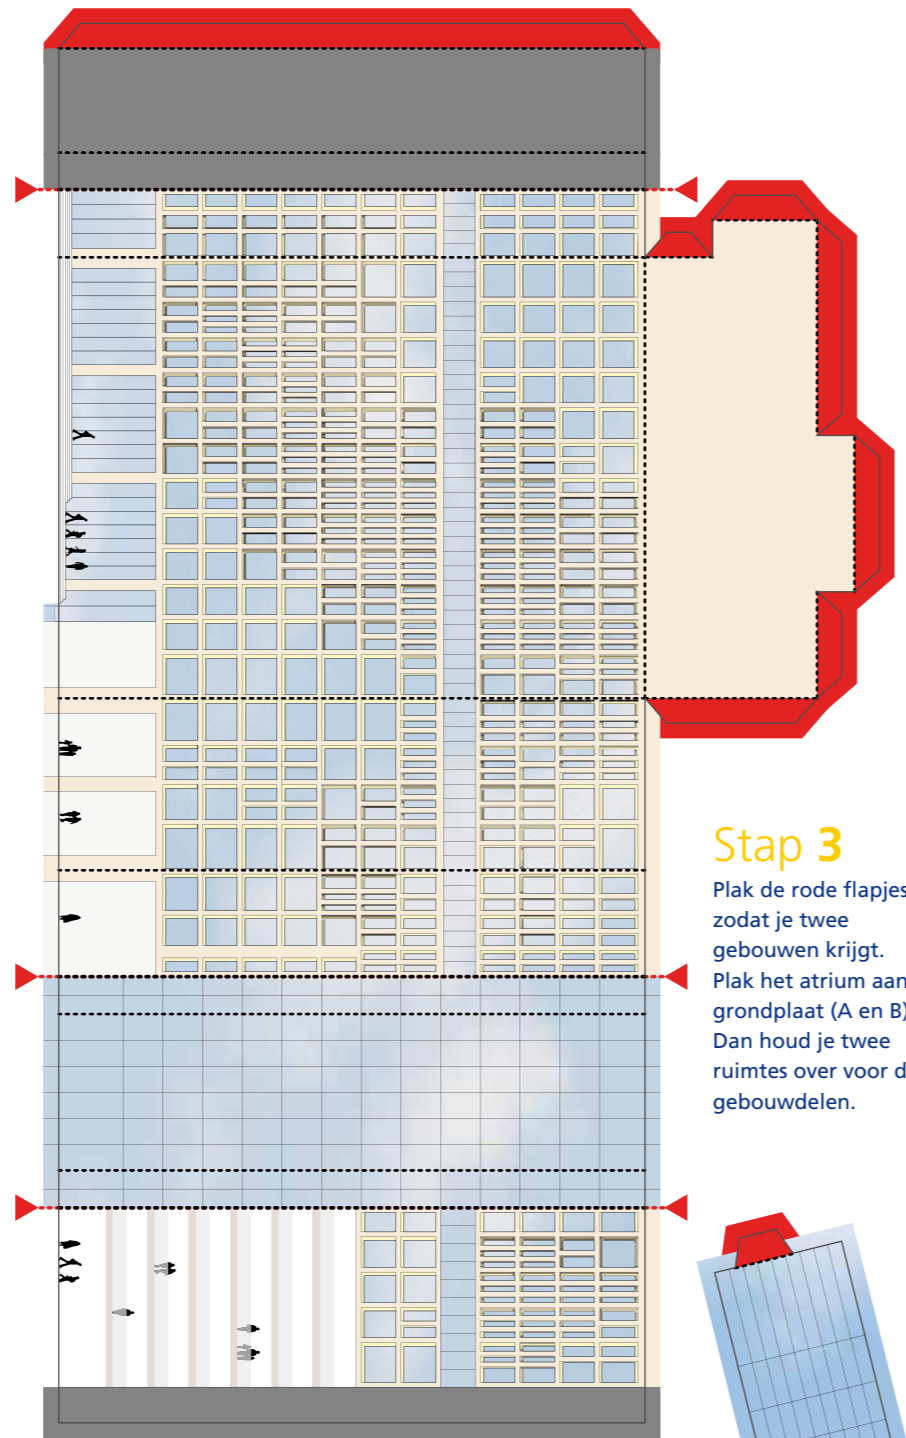 Stap 3
Plak de rode flapjes
zodat je twee
gebouwen krijgt.
Plak het atrium aan
grondplaat (A en B)
Dan houd je twee
ruimtes over voor d
gebouwdelen.